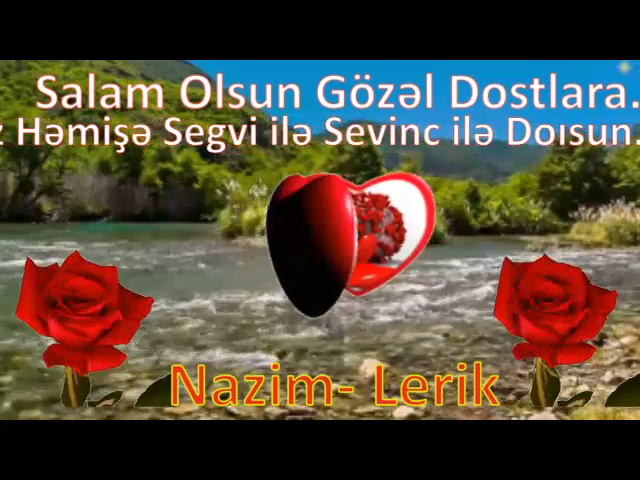 Salam Olsun Gözəl Dostlara.
z Həmişə Segvi ilə Sevinc ilə Doısun.
Nazim- Lerik